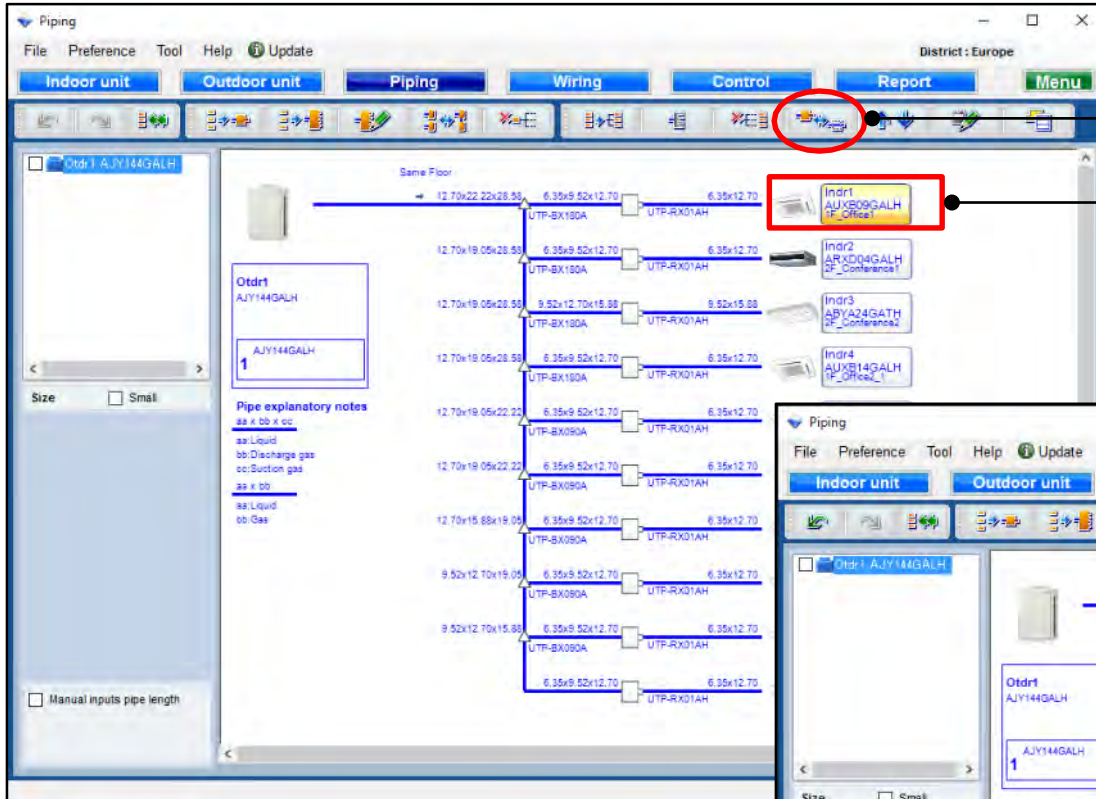 Piping
File Preference Tool Help Update District : Europe
Indoor unit Outdoor unit Piping Wiring Control Report Menu
Otdr1 AJY144GALH
Same Floor
12.70x22.22x28.58 6.35x9.52x12.70 6.35x12.70
UTP-BX180A UTP-RX01AH
Indr1
AUXB09GALH
1F_Office1
12.70x19.05x28.58 6.35x9.52x12.70 6.35x12.70
UTP-BX180A UTP-RX01AH
Indr2
ARXD04GALH
2F_Conference1
12.70x19.05x28.58 9.52x12.70x15.88 9.52x15.88
UTP-BX180A UTP-RX01AH
Indr3
ABYA24GATH
2F_Conference2
12.70x19.05x28.58 6.35x9.52x12.70 6.35x12.70
UTP-BX180A UTP-RX01AH
Indr4
AUXB14GALH
1F_Office2_1
12.70x19.05x22.22 6.35x9.52x12.70 6.35x12.70
UTP-BX090A UTP-RX01AH
12.70x19.05x22.22 6.35x9.52x12.70 6.35x12.70
UTP-BX090A UTP-RX01AH
12.70x15.88x19.05 6.35x9.52x12.70 6.35x12.70
UTP-BX090A UTP-RX01AH
9.52x12.70x19.05 6.35x9.52x12.70 6.35x12.70
UTP-BX090A UTP-RX01AH
9.52x12.70x15.88 6.35x9.52x12.70 6.35x12.70
UTP-BX090A UTP-RX01AH
6.35x9.52x12.70 6.35x12.70
UTP-RX01AH
Otdr1
AJY144GALH
AJY144GALH
1
Pipe explanatory notes
aa x bb x cc
aa:Liquid
bb:Discharge gas
cc:Suction gas
aa x bb
aa:Liquid
bb:Gas
Size Small
Manual inputs pipe length
Piping
File Preference Tool Help Update
Indoor unit Outdoor unit
Otdr1 AJY144GALH
Otdr1
AJY144GALH
AJY144GALH
1
Size Small